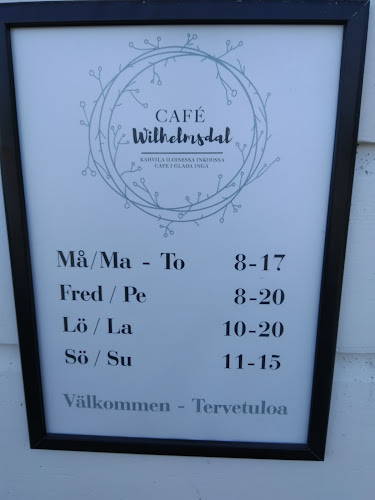 CAFÉ
Wilhelmsdal
KAHVILA ILOISESSA INKOOSSA
CAFE I GLADA INGÅ
Må/Ma - To 8-17
Fred / Pe 8-20
Lö / La 10-20
Sö / Su 11-15
Välkommen - Tervetuloa